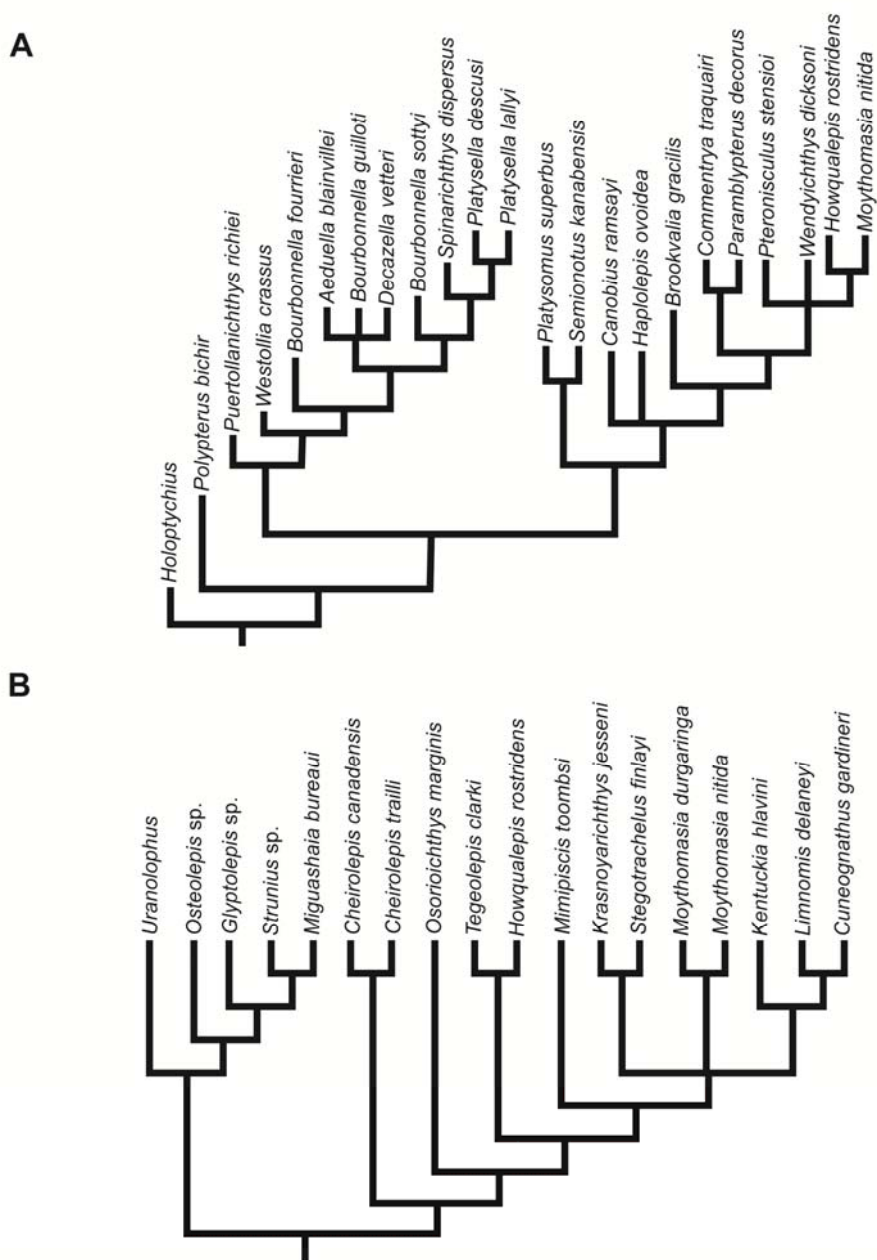 A
Holoptychius
Polypterus bichir
Puertollanichthys richiei
Westollia crassus
Bourbonnella fourrieri
Aeduella blainvillei
Bourbonnella guilloti
Decazella vetteri
Bourbonnella sottyi
Spinarichthys dispersus
Platysella descusi
Platysella lallyi
Platysomus superbus
Semionotus kanabensis
Canobius ramsayi
Haplolepis ovoidea
Brookvalia gracilis
Commentrya traquairi
Paramblypterus decorus
Pteronisculus stensioi
Wendyichthys dicksoni
Howqualepis rostridens
Moythomasia nitida
B
Uranolophus
Osteolepis sp.
Glyptolepis sp.
Strunius sp.
Miguashaia bureaui
Cheirolepis canadensis
Cheirolepis trailli
Osorioichthys marginis
Tegeolepis clarki
Howqualepis rostridens
Mimipiscis toombsi
Krasnoyarichthys jesseni
Stegotrachelus finlayi
Moythomasia durgaringa
Moythomasia nitida
Kentuckia hlavini
Limnomis delaneyi
Cuneognathus gardineri